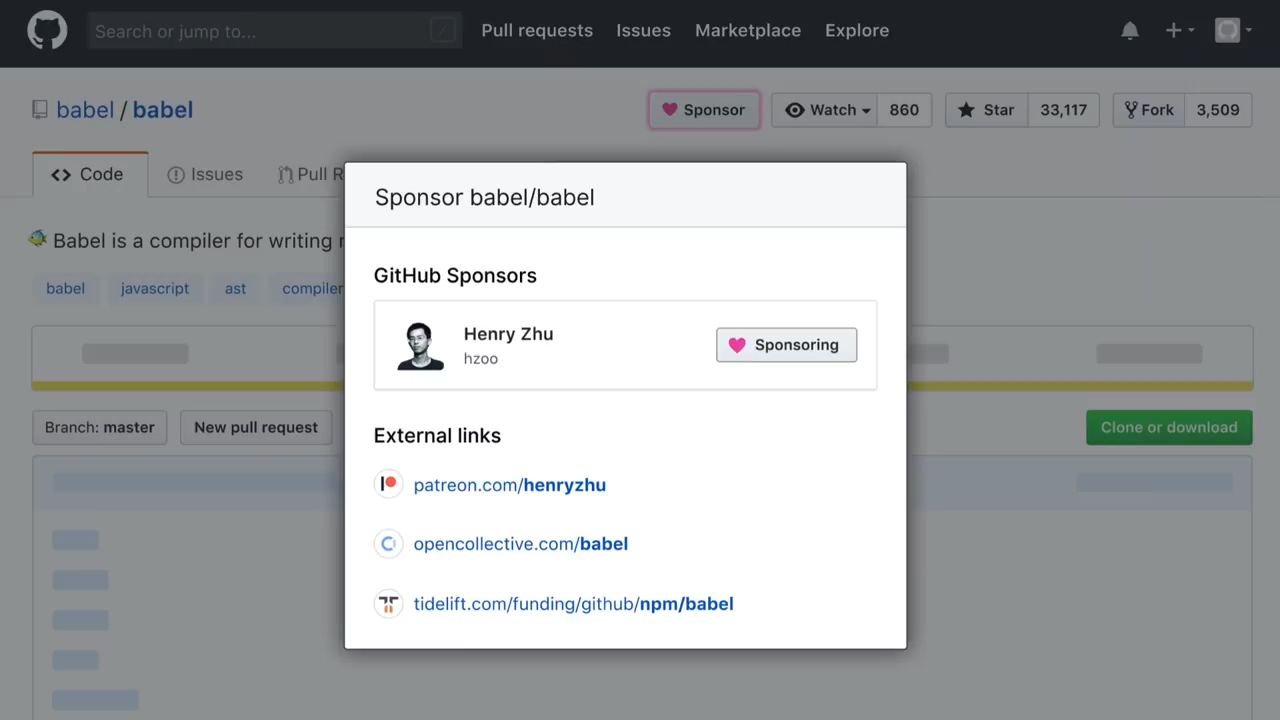 Search or jump to... / Pull requests Issues Marketplace Explore
babel / babel Sponsor Watch 860 Star 33,117 Fork 3,509
Code Issues Pull R
Sponsor babel/babel
Babel is a compiler for writing
babel javascript ast compiler
GitHub Sponsors
Henry Zhu
hzoo
Sponsoring
Branch: master New pull request Clone or download
External links
patreon.com/henryzhu
opencollective.com/babel
tidelift.com/funding/github/npm/babel